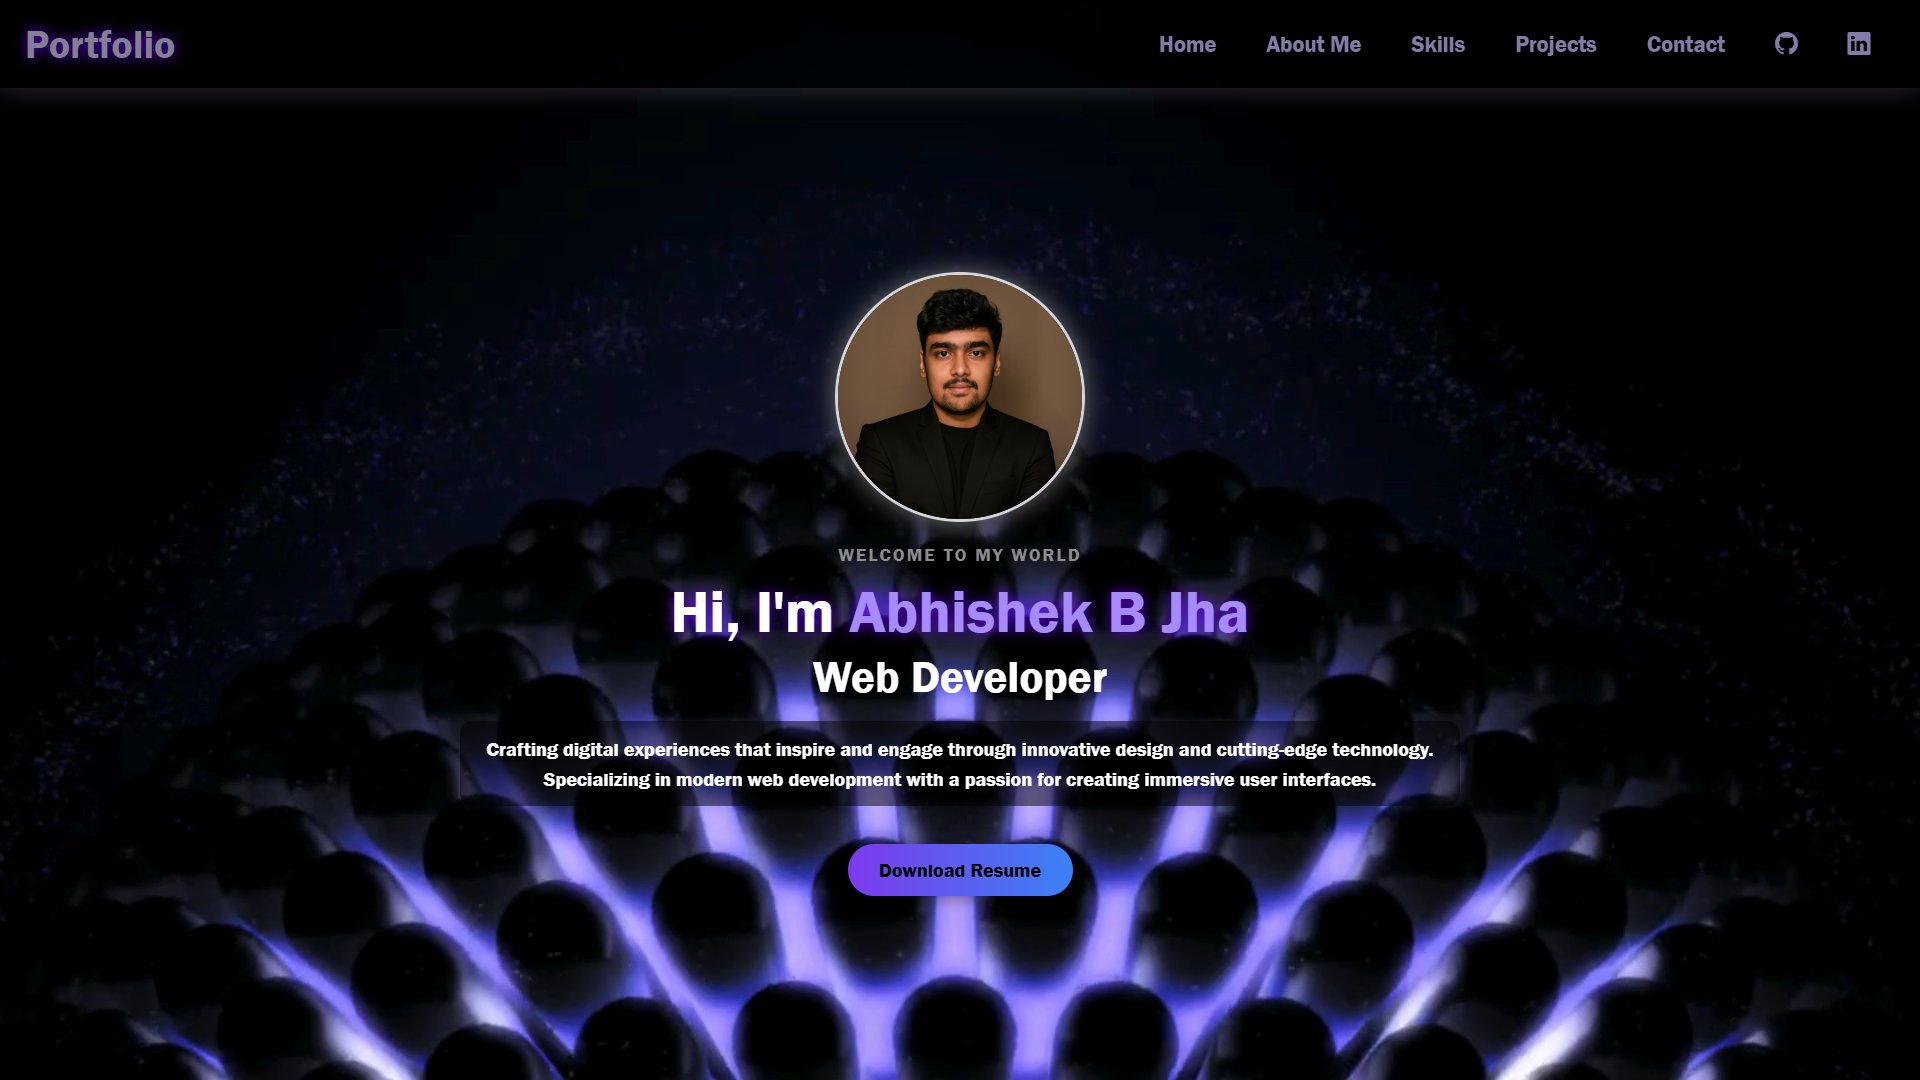 Portfolio
Home About Me Skills Projects Contact in
WELCOME TO MY WORLD
Hi, I'm Abhishek B Jha
Web Developer
Crafting digital experiences that inspire and engage through innovative design and cutting-edge technology.
Specializing in modern web development with a passion for creating immersive user interfaces.
Download Resume